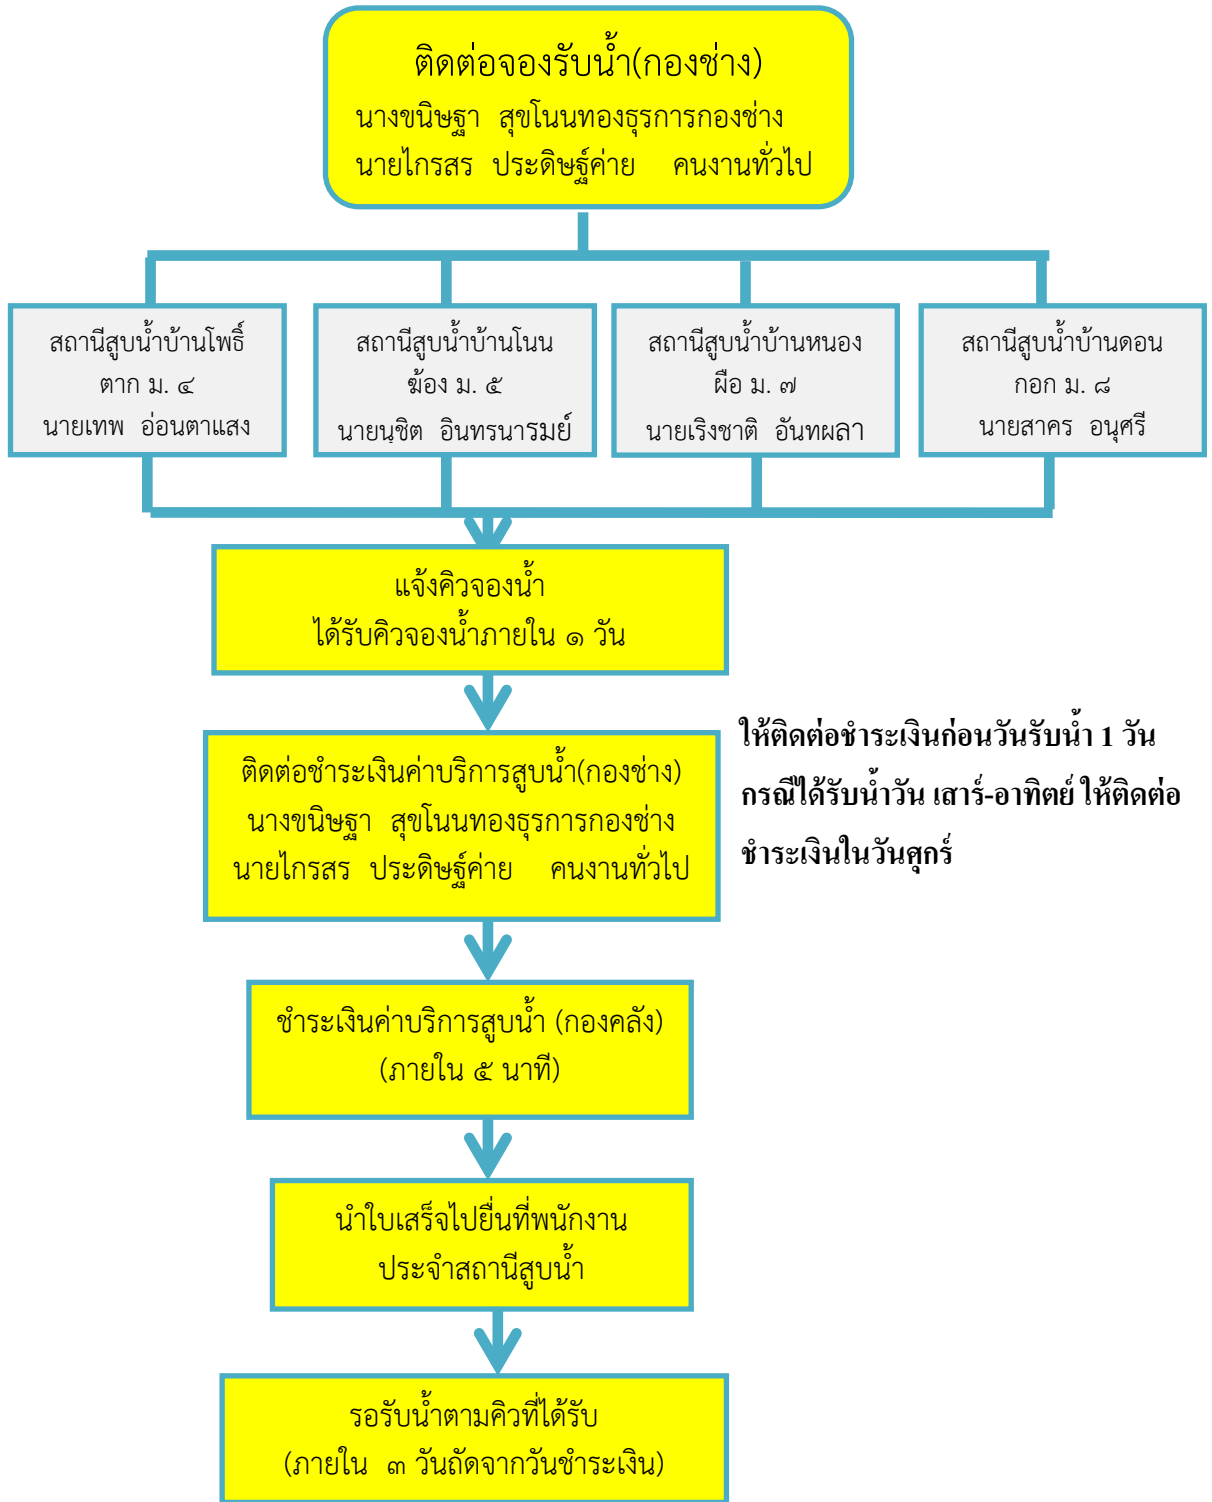 ติดต่อจองรับน้ำ(กองช่าง)
นางขนิษฐา สุขโนนทองธุรการกองช่าง
นายไกรสร ประดิษฐ์ค่าย คนงานทั่วไป
สถานีสูบน้ำบ้านโพธิ์
ตาก ม. ๔
นายเทพ อ่อนตาแสง
สถานีสูบน้ำบ้านโนน
ฆ้อง ม. ๕
นายนุชิต อินทรนารมย์
สถานีสูบน้ำบ้านหนอง
ผือ ม. ๗
นายเริงชาติ อันทผลา
สถานีสูบน้ำบ้านดอน
กอก ม. ๘
นายสาคร อนุศรี
แจ้งคิวจองน้ำ
ได้รับคิวจองน้ำภายใน ๑ วัน
ติดต่อชำระเงินค่าบริการสูบน้ำ(กองช่าง)
นางขนิษฐา สุขโนนทองธุรการกองช่าง
นายไกรสร ประดิษฐ์ค่าย คนงานทั่วไป
ให้ติดต่อชำระเงินก่อนวันรับน้ำ 1 วัน
กรณีได้รับน้ำวัน เสาร์-อาทิตย์ ให้ติดต่อ
ชำระเงินในวันศุกร์
ชำระเงินค่าบริการสูบน้ำ (กองคลัง)
(ภายใน ๕ นาที)
นำใบเสร็จไปยื่นที่พนักงาน
ประจำสถานีสูบน้ำ
รอรับน้ำตามคิวที่ได้รับ
(ภายใน ๓ วันถัดจากวันชำระเงิน)